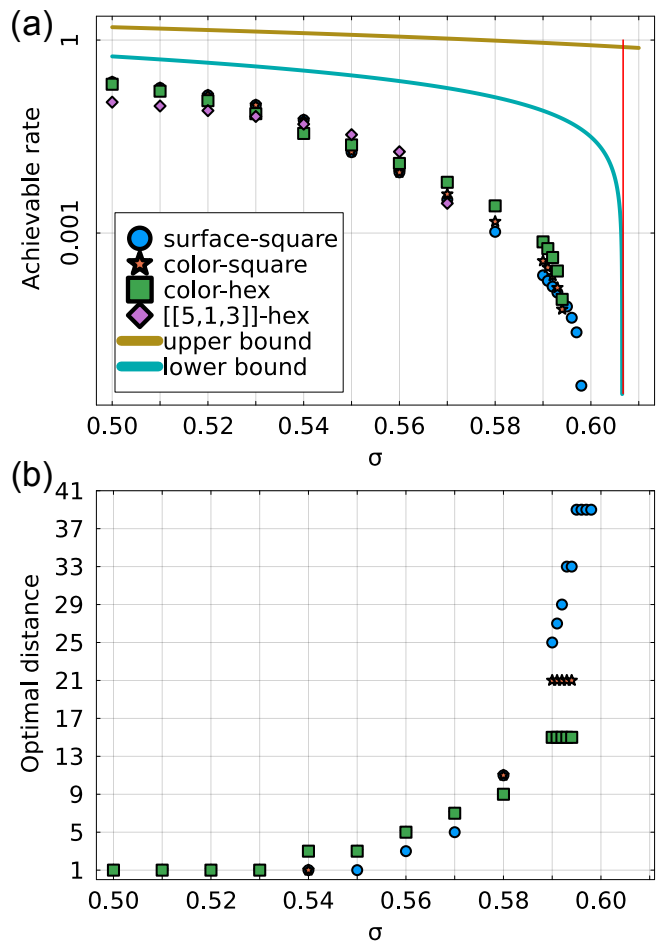 (a)
Achievable rate
1
0.001
surface-square
color-square
color-hex
[[5,1,3]]-hex
upper bound
lower bound
0.50 0.52 0.54 0.56 0.58 0.60
σ
(b)
Optimal distance
41
37
33
29
25
21
17
13
9
5
1
0.50 0.52 0.54 0.56 0.58 0.60
σ